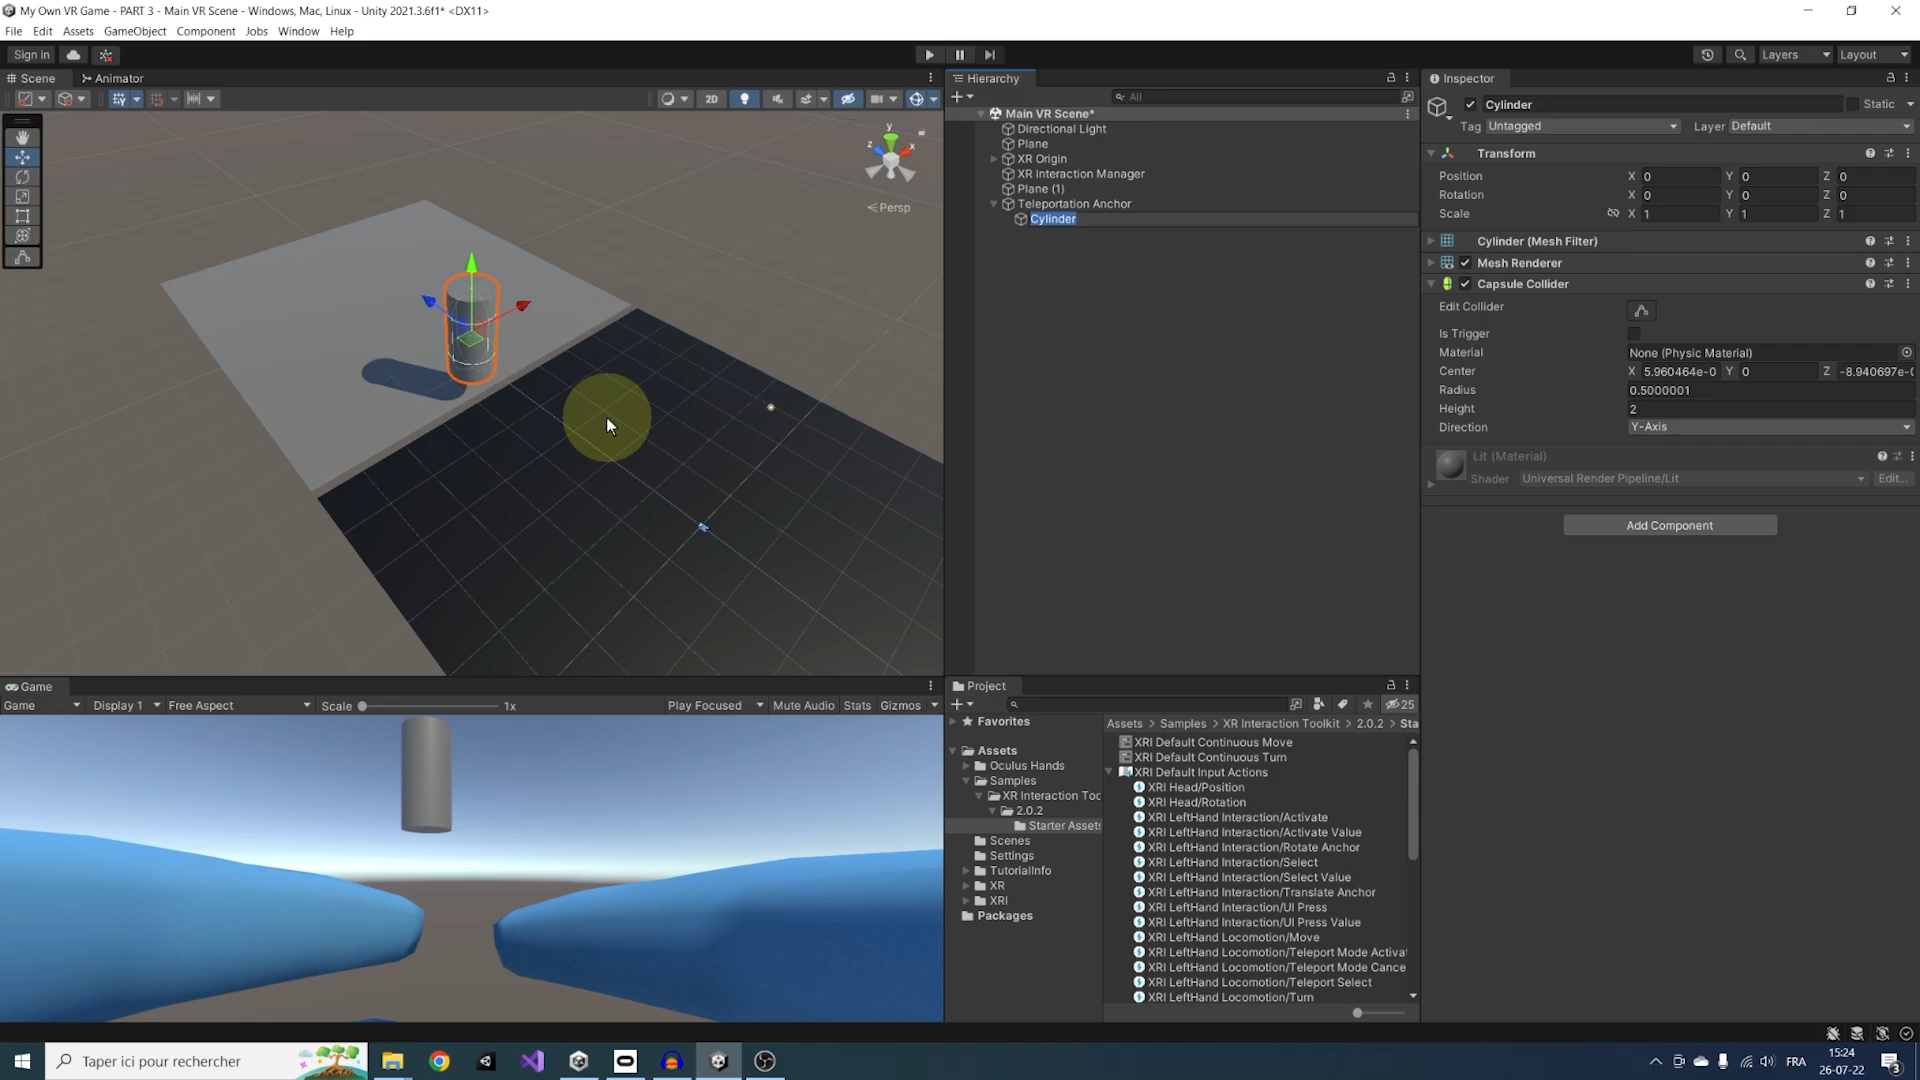 My Own VR Game - PART 3 - Main VR Scene - Windows, Mac, Linux - Unity 2021.3.6f1* <DX11>
File Edit Assets GameObject Component Jobs Window Help
Sign in
Layers
Layout
Scene
Animator
2D
y
z
x
Persp
Hierarchy
All
Main VR Scene*
Directional Light
Plane
XR Origin
XR Interaction Manager
Plane (1)
Teleportation Anchor
Cylinder
Inspector
Cylinder
Static
Tag Untagged
Layer Default
Transform
Position X 0 Y 0 Z 0
Rotation X 0 Y 0 Z 0
Scale X 1 Y 1 Z 1
Cylinder (Mesh Filter)
Mesh Renderer
Capsule Collider
Edit Collider
Is Trigger
Material None (Physic Material)
Center X 5.960464e-0 Y 0 Z -8.940697e-0
Radius 0.5000001
Height 2
Direction Y-Axis
Lit (Material)
Shader Universal Render Pipeline/Lit Edit...
Add Component
Game
Game Display 1 Free Aspect Scale 1x Play Focused Mute Audio Stats Gizmos
Project
25
Favorites
Assets
Oculus Hands
Samples
XR Interaction Too
2.0.2
Starter Assets
Scenes
Settings
TutorialInfo
XR
XRI
Packages
Assets > Samples > XR Interaction Toolkit > 2.0.2 > Sta
XRI Default Continuous Move
XRI Default Continuous Turn
XRI Default Input Actions
XRI Head/Position
XRI Head/Rotation
XRI LeftHand Interaction/Activate
XRI LeftHand Interaction/Activate Value
XRI LeftHand Interaction/Rotate Anchor
XRI LeftHand Interaction/Select
XRI LeftHand Interaction/Select Value
XRI LeftHand Interaction/Translate Anchor
XRI LeftHand Interaction/UI Press
XRI LeftHand Interaction/UI Press Value
XRI LeftHand Locomotion/Move
XRI LeftHand Locomotion/Teleport Mode Activa
XRI LeftHand Locomotion/Teleport Mode Cance
XRI LeftHand Locomotion/Teleport Select
XRI LeftHand Locomotion/Turn
Taper ici pour rechercher
FRA
15:24
26-07-22
3